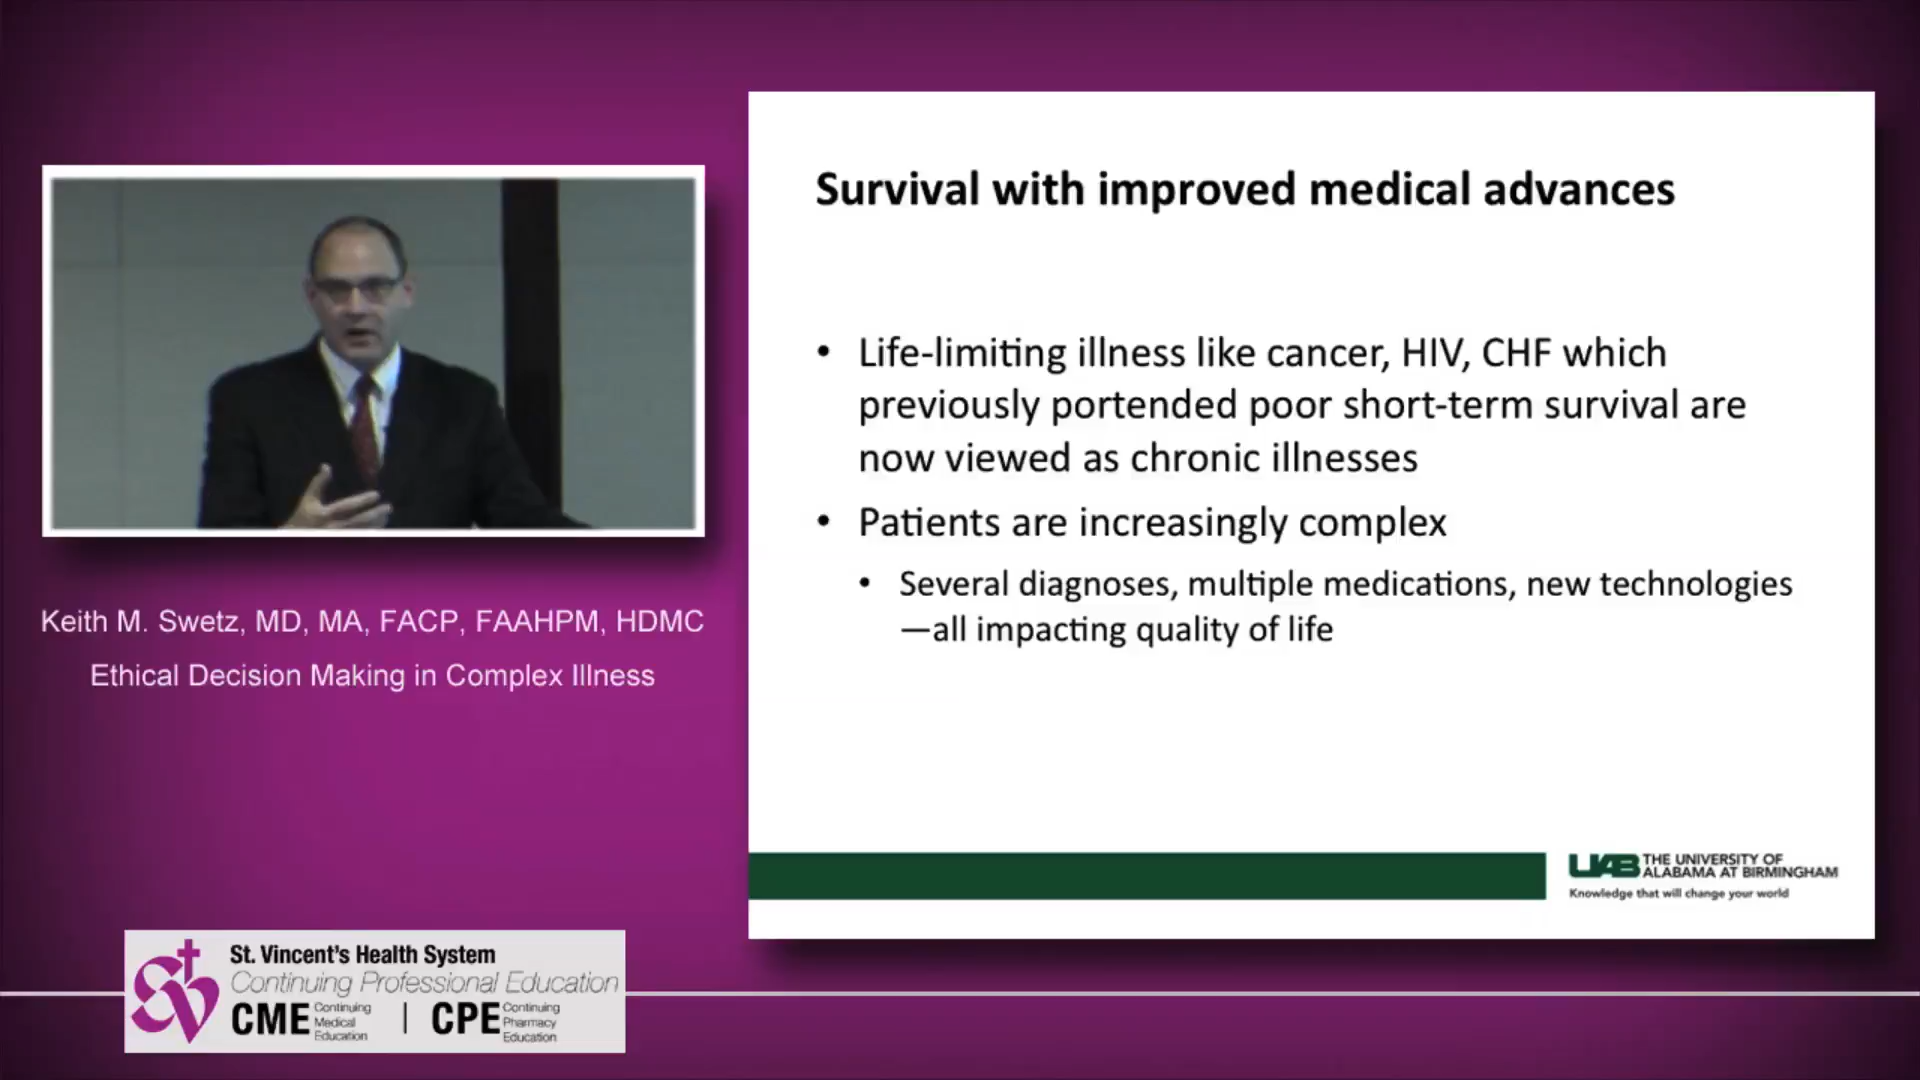 Survival with improved medical advances
• Life-limiting illness like cancer, HIV, CHF which
previously portended poor short-term survival are
now viewed as chronic illnesses
• Patients are increasingly complex
• Several diagnoses, multiple medications, new technologies
—all impacting quality of life
UAB THE UNIVERSITY OF
ALABAMA AT BIRMINGHAM
Knowledge that will change your world
Keith M. Swetz, MD, MA, FACP, FAAHPM, HDMC
Ethical Decision Making in Complex Illness
St. Vincent's Health System
Continuing Professional Education
CME Continuing Medical Education | CPE Continuing Pharmacy Education